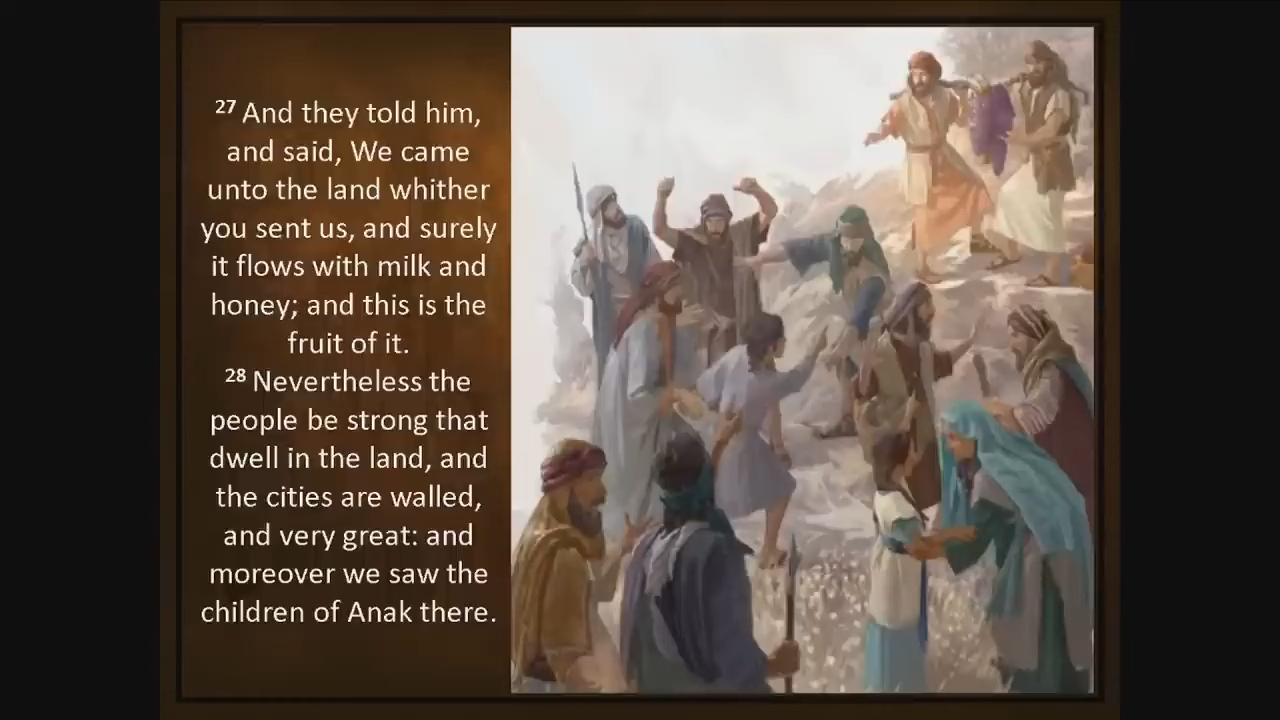 27 And they told him,
and said, We came
unto the land whither
you sent us, and surely
it flows with milk and
honey; and this is the
fruit of it.
28 Nevertheless the
people be strong that
dwell in the land, and
the cities are walled,
and very great: and
moreover we saw the
children of Anak there.